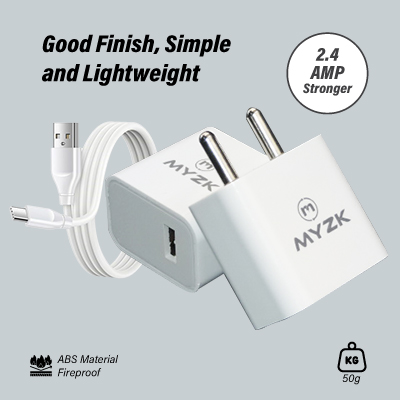 Good Finish, Simple
and Lightweight
2.4
AMP
Stronger
m
MYZK
m
MYZK
ABS Material
Fireproof
KG
50g